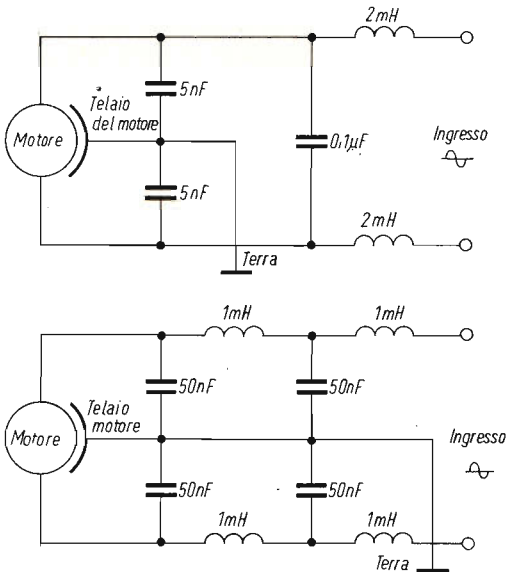 2mH
5nF
Telaio
del motore
Motore
0,1µF
Ingresso
5nF
2mH
Terra
1mH
1mH
50nF
50nF
Telaio
motore
Motore
Ingresso
50nF
50nF
1mH
1mH
Terra